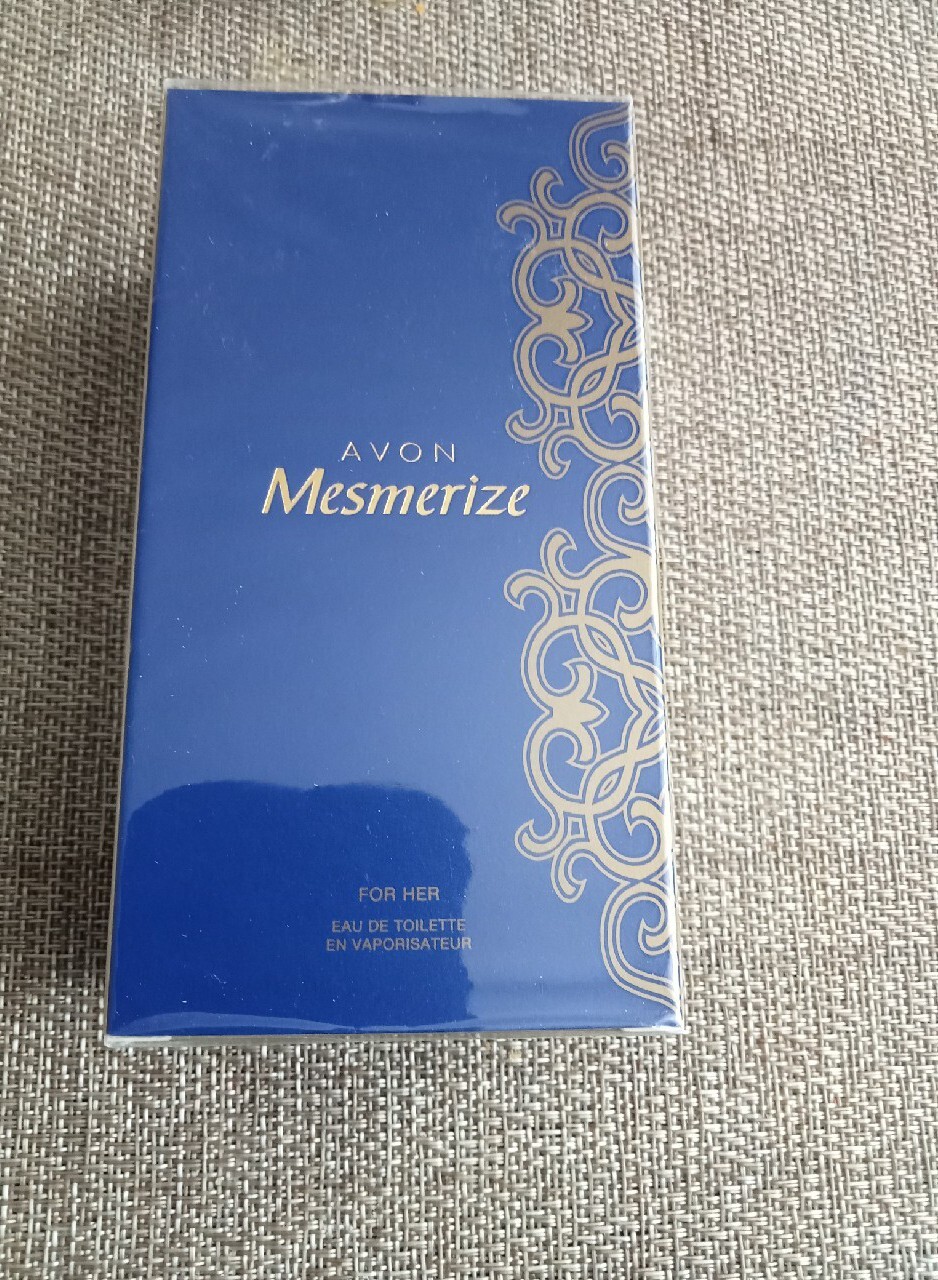 AVON
Mesmerize
FOR HER
EAU DE TOILETTE
EN VAPORISATEUR